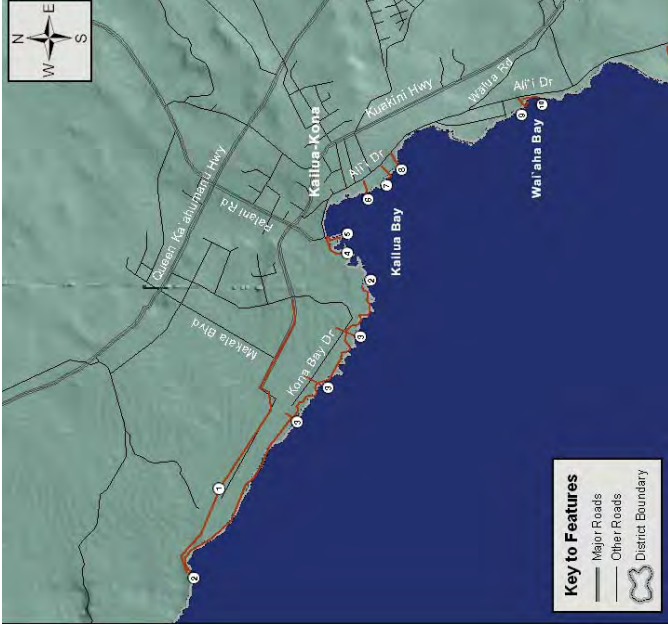 N
E
W
S
Queen Ka`ahumanu Hwy
Palani Rd
Kailua-Kona
Kuakini Hwy
Walua Rd
Ali`i Dr
Ali`i Dr
Makala Blvd
Kona Bay Dr
Kailua Bay
Wai`aha Bay
1
2
3
3
3
2
4
5
6
7
8
9
10
Key to Features
Major Roads
Other Roads
District Boundary